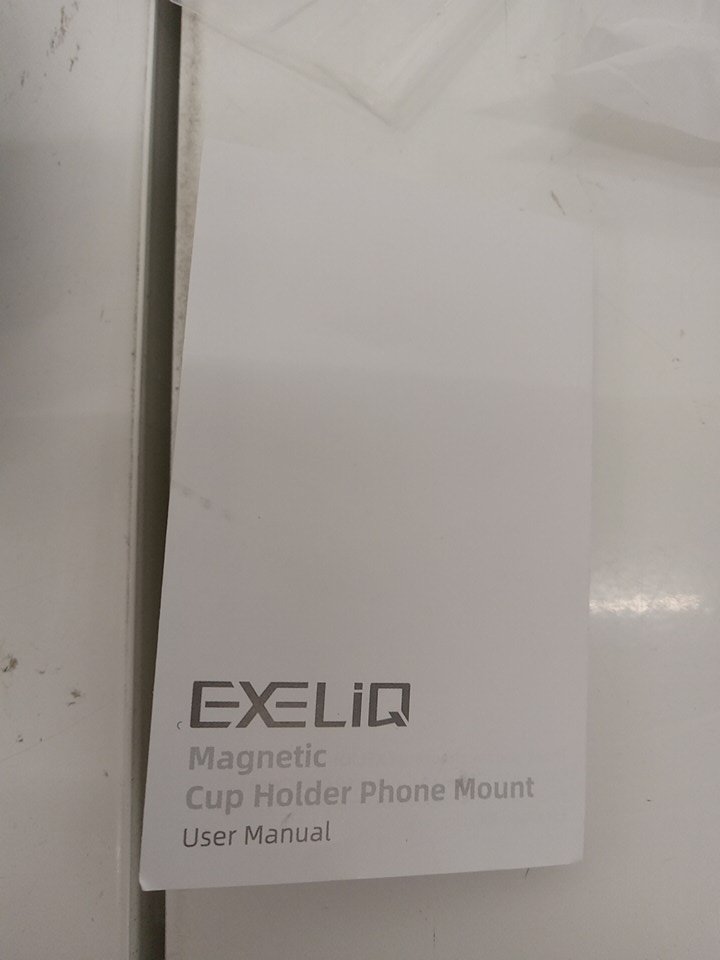 EXELiQ
Magnetic
Cup Holder Phone Mount
User Manual